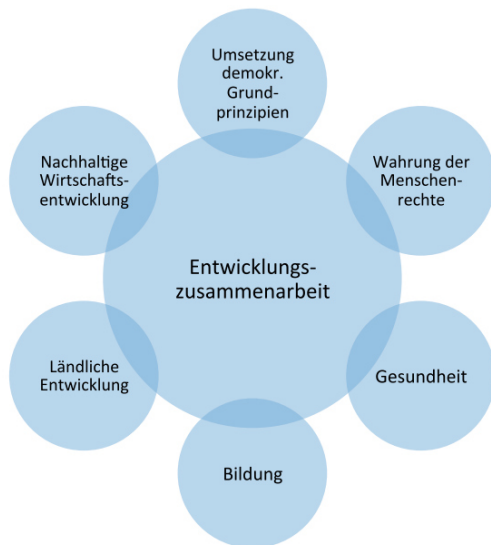 Umsetzung
demokr.
Grund-
prinzipien
Nachhaltige
Wirtschafts-
entwicklung
Wahrung der
Menschen-
rechte
Entwicklungs-
zusammenarbeit
Ländliche
Entwicklung
Gesundheit
Bildung